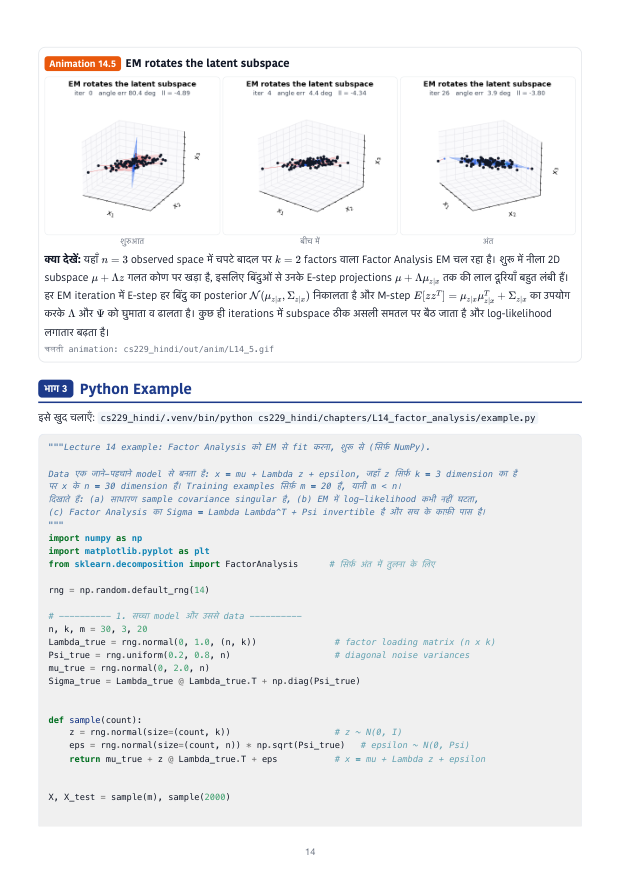 Animation 14.5 EM rotates the latent subspace
EM rotates the latent subspace
iter 0 angle err 80.4 deg ll = -4.89
x₁ x₂ x₃
शुरुआत
EM rotates the latent subspace
iter 4 angle err 4.4 deg ll = -4.34
x₁ x₂ x₃
बीच में
EM rotates the latent subspace
iter 26 angle err 3.9 deg ll = -3.80
x₁ x₂ x₃
अंत
क्या देखें: यहाँ n = 3 observed space में चपटे बादल पर k = 2 factors वाला Factor Analysis EM चल रहा है। शुरू में नीला 2D
subspace μ + Λz गलत कोण पर खड़ा है, इसलिए बिंदुओं से उनके E-step projections μ + Λμ_{z|x} तक की लाल दूरियाँ बहुत लंबी हैं।
हर EM iteration में E-step हर बिंदु का posterior 𝒩(μ_{z|x}, Σ_{z|x}) निकालता है और M-step E[zz^T] = μ_{z|x}μ_{z|x}^T + Σ_{z|x} का उपयोग
करके Λ and Ψ को घुमाता व ढालता है। कुछ ही iterations में subspace ठीक असली समतल पर बैठ जाता है और log-likelihood
लगातार बढ़ता है।
चलती animation: cs229_hindi/out/anim/L14_5.gif
भाग 3 Python Example
इसे खुद चलाएँ: cs229_hindi/.venv/bin/python cs229_hindi/chapters/L14_factor_analysis/example.py
"""Lecture 14 example: Factor Analysis को EM से fit करना, शुरू से (सिर्फ़ NumPy).
Data एक जाने-पहचाने model से बनता है: x = mu + Lambda z + epsilon, जहाँ z सिर्फ़ k = 3 dimension का है
पर x के n = 30 dimension हैं। Training examples सिर्फ़ m = 20 हैं, यानी m < n।
दिखाते हैं: (a) साधारण sample covariance singular है, (b) EM में log-likelihood कभी नहीं घटता,
(c) Factor Analysis का Sigma = Lambda Lambda^T + Psi invertible है और सच के काफ़ी पास है।
"""
import numpy as np
import matplotlib.pyplot as plt
from sklearn.decomposition import FactorAnalysis # सिर्फ़ अंत में तुलना के लिए
rng = np.random.default_rng(14)
# ---------- 1. सच्चा model और उससे data ----------
n, k, m = 30, 3, 20
Lambda_true = rng.normal(0, 1.0, (n, k)) # factor loading matrix (n x k)
Psi_true = rng.uniform(0.2, 0.8, n) # diagonal noise variances
mu_true = rng.normal(0, 2.0, n)
Sigma_true = Lambda_true @ Lambda_true.T + np.diag(Psi_true)
def sample(count):
z = rng.normal(size=(count, k)) # z ~ N(0, I)
eps = rng.normal(size=(count, n)) * np.sqrt(Psi_true) # epsilon ~ N(0, Psi)
return mu_true + z @ Lambda_true.T + eps # x = mu + Lambda z + epsilon
X, X_test = sample(m), sample(2000)
14